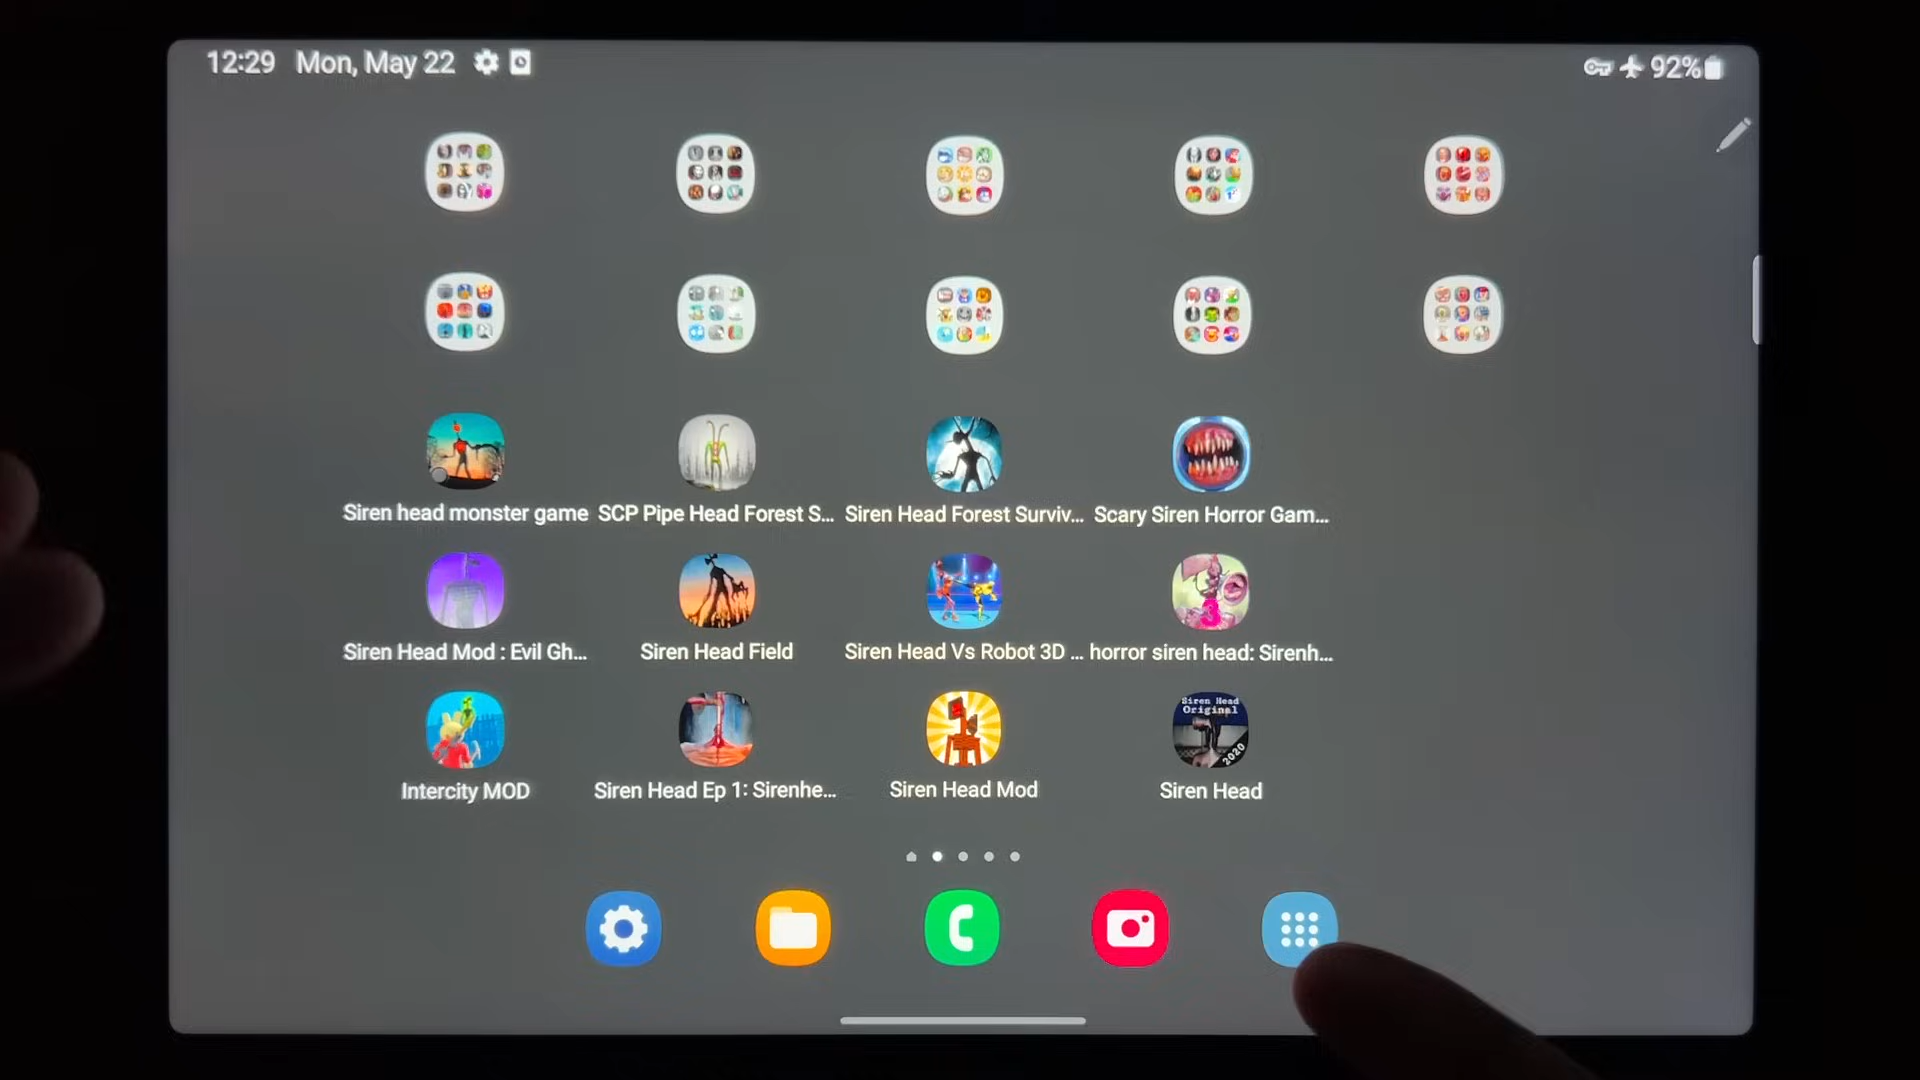 12:29 Mon, May 22
92%
Siren head monster game
SCP Pipe Head Forest S...
Siren Head Forest Surviv...
Scary Siren Horror Gam...
Siren Head Mod : Evil Gh...
Siren Head Field
Siren Head Vs Robot 3D ...
horror siren head: Sirenh...
3
Siren Head
Original
2020
Intercity MOD
Siren Head Ep 1: Sirenhe...
Siren Head Mod
Siren Head